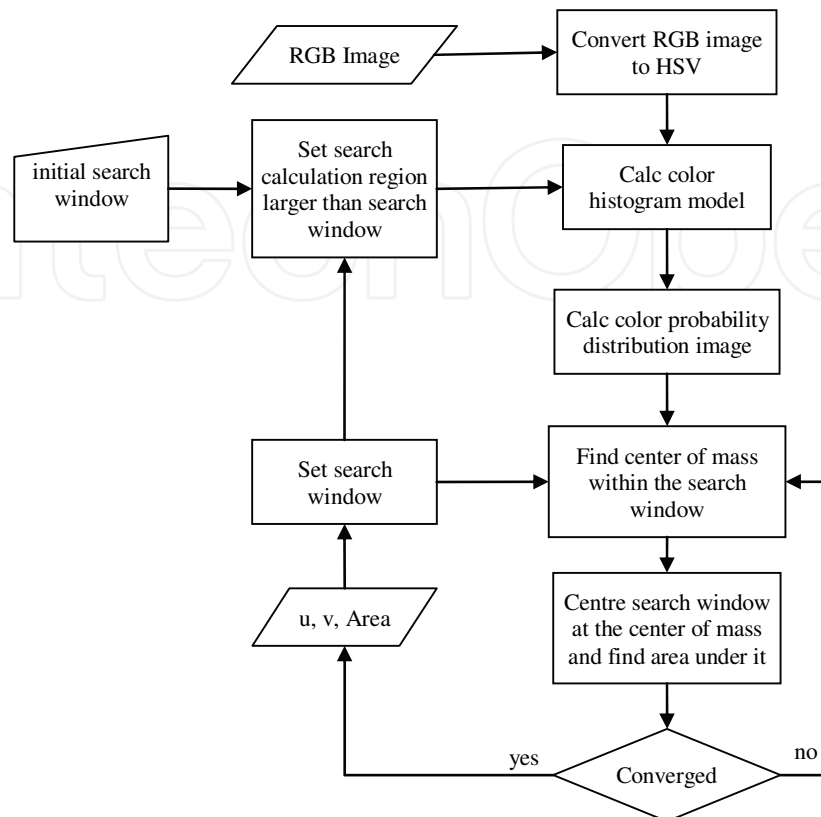 RGB Image
Convert RGB image
to HSV
initial search
window
Set search
calculation region
larger than search
window
Calc color
histogram model
Calc color probability
distribution image
Set search
window
Find center of mass
within the search
window
u, v, Area
Centre search window
at the center of mass
and find area under it
yes
Converged
no